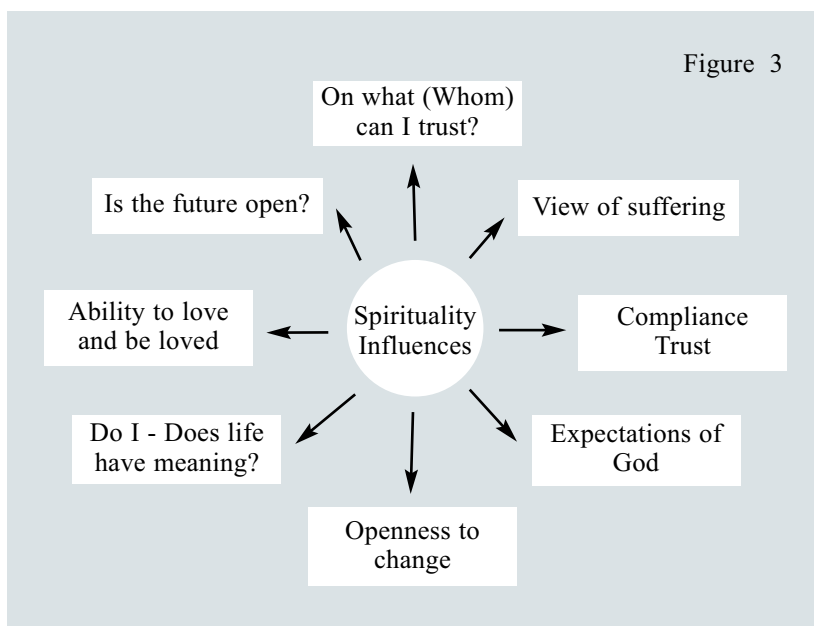 Figure 3
On what (Whom)
can I trust?
Is the future open?
View of suffering
Ability to love
and be loved
Spirituality
Influences
Compliance
Trust
Do I - Does life
have meaning?
Expectations of
God
Openness to
change